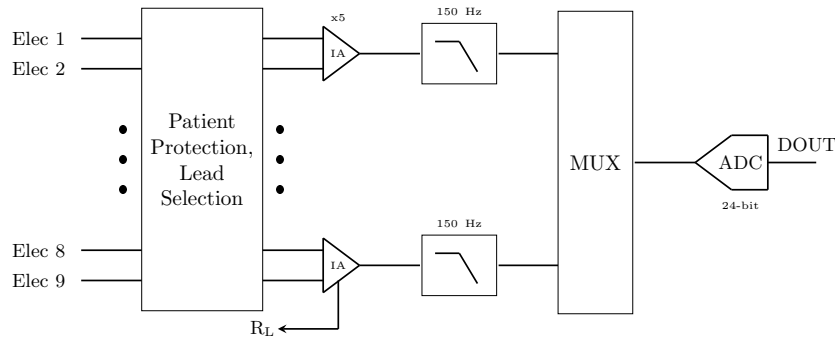 Elec 1
Elec 2
Elec 8
Elec 9
Patient
Protection,
Lead
Selection
x5
IA
150 Hz
IA
150 Hz
R_L
MUX
ADC
24-bit
DOUT